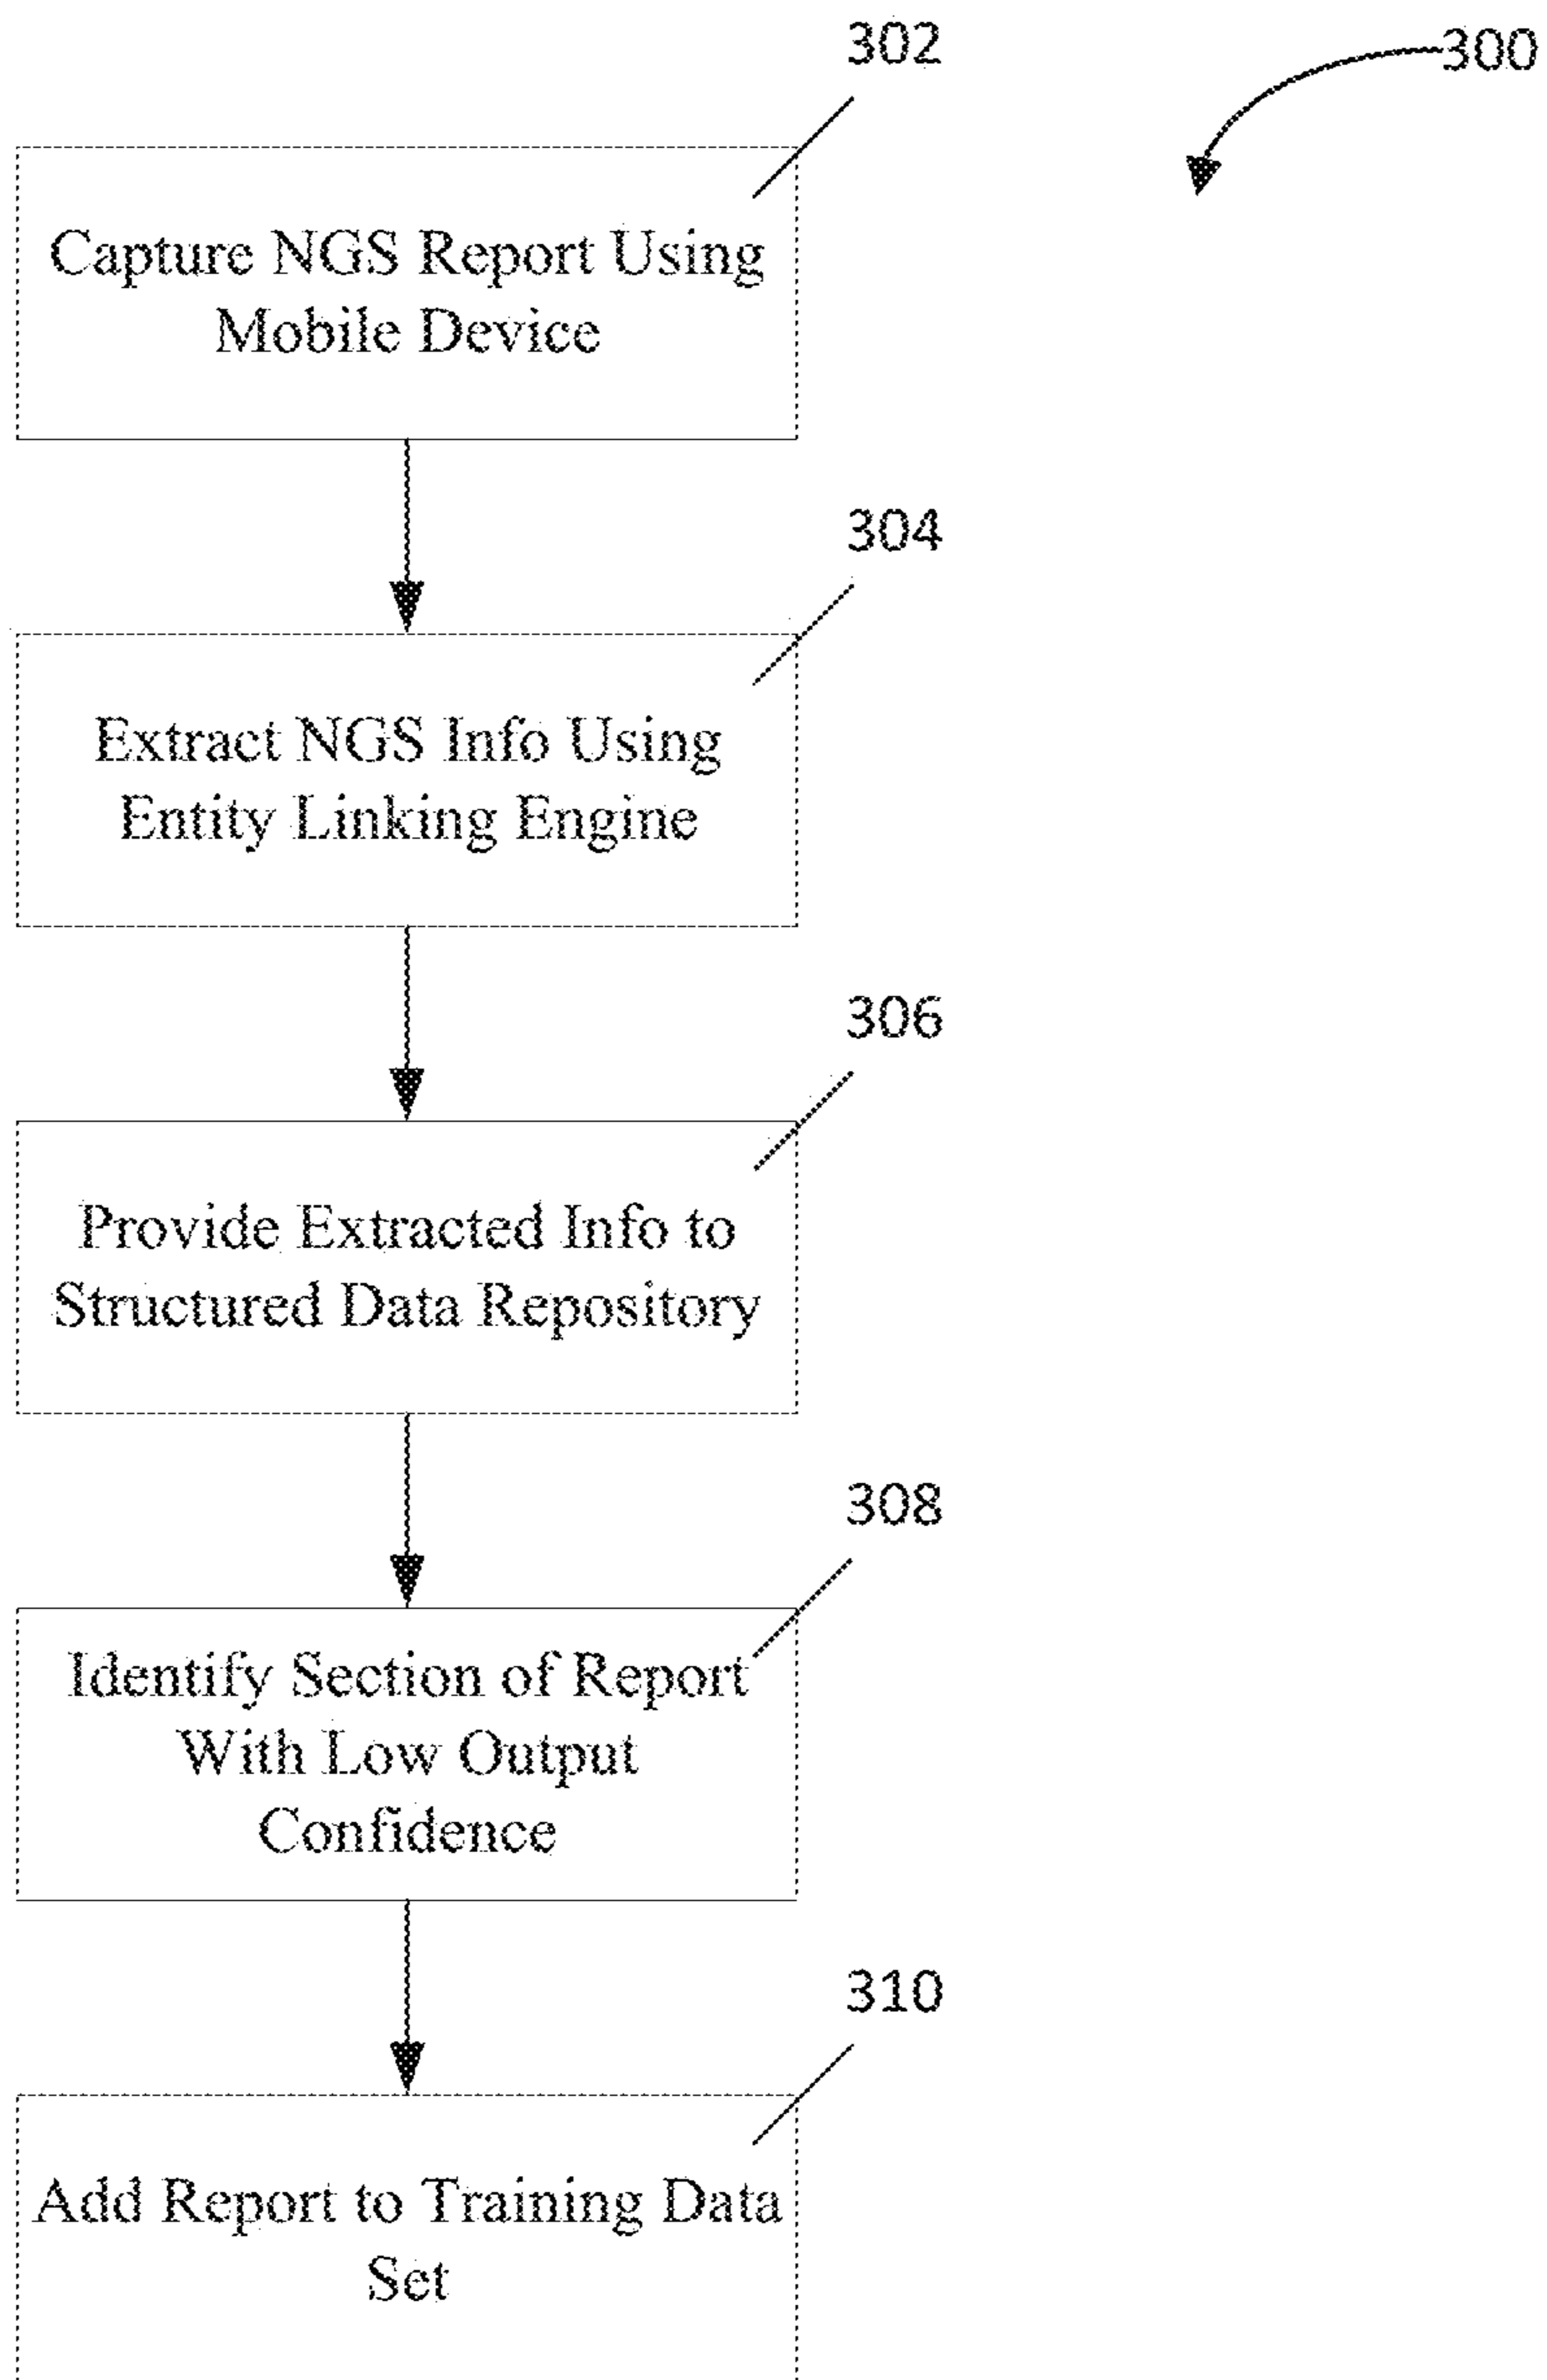 302
300
Capture NGS Report Using
Mobile Device
304
Extract NGS Info Using
Entity Linking Engine
306
Provide Extracted Info to
Structured Data Repository
308
Identify Section of Report
With Low Output
Confidence
310
Add Report to Training Data
Set